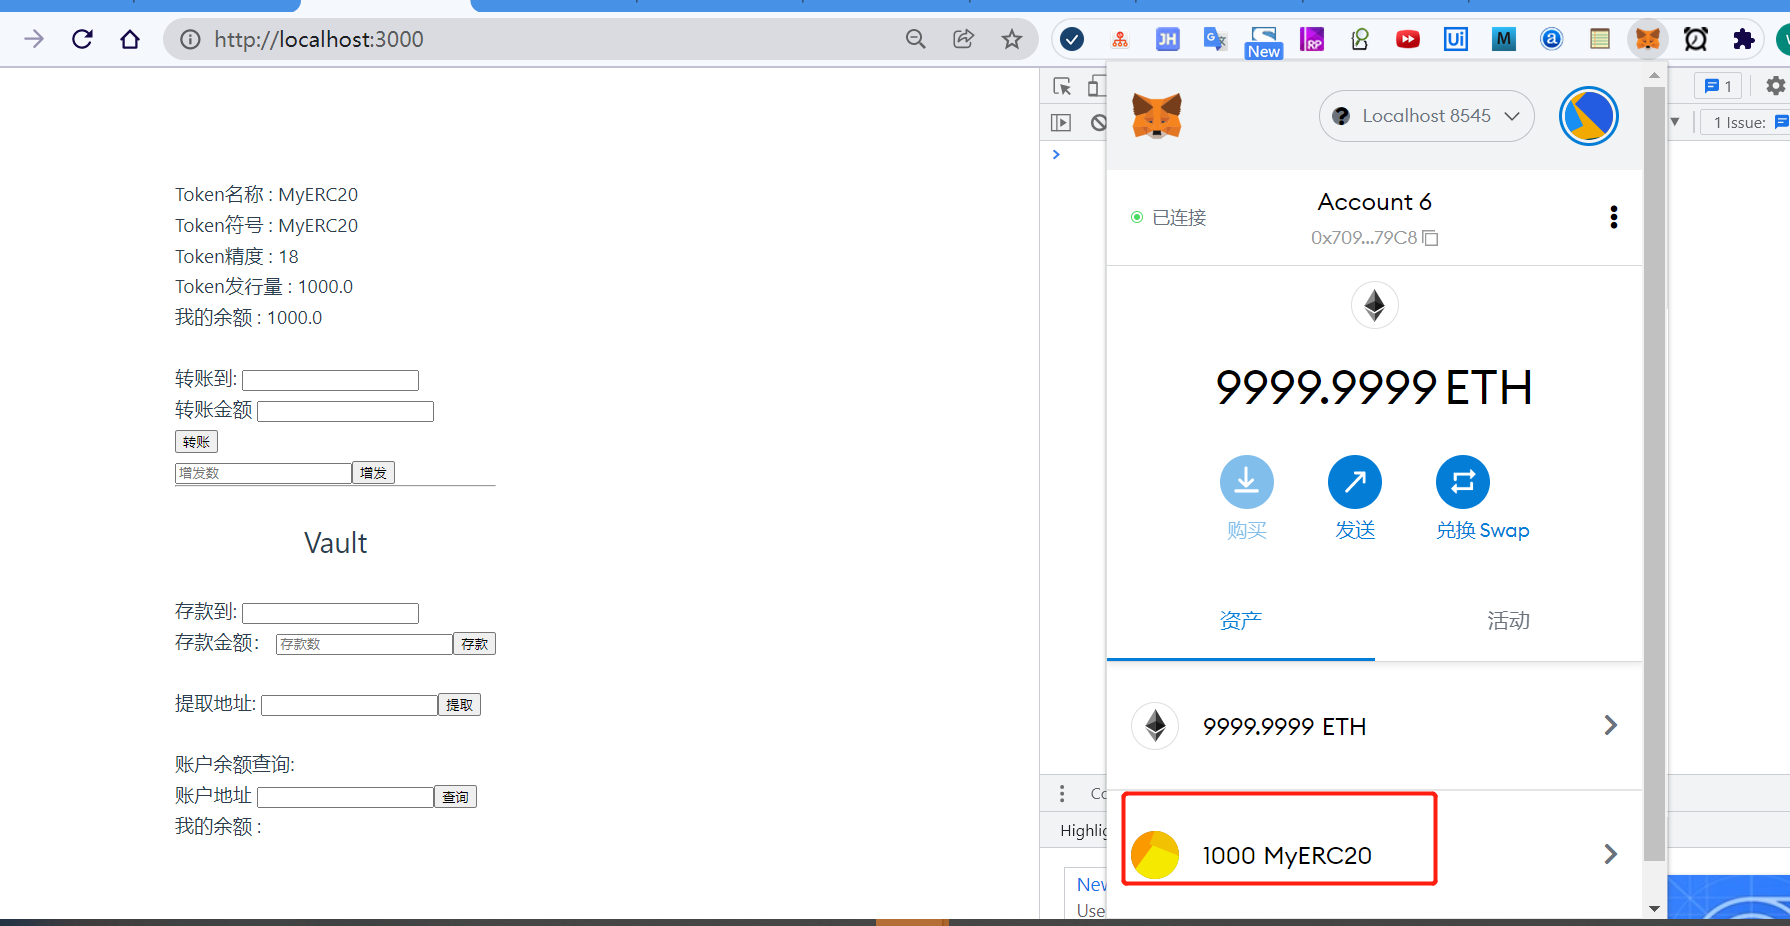 http://localhost:3000
JH
G
New
RP
Ui
M
a
Token名称 : MyERC20
Token符号 : MyERC20
Token精度 : 18
Token发行量 : 1000.0
我的余额 : 1000.0
转账到:
转账金额
转账
增发数 增发
Vault
存款到:
存款金额： 存款数 存款
提取地址: 提取
账户余额查询:
账户地址 查询
我的余额 :
1
1 Issue:
Highlig
New
Use
Localhost 8545
已连接
Account 6
0x709...79C8
9999.9999 ETH
购买
发送
兑换 Swap
资产
活动
9999.9999 ETH
1000 MyERC20